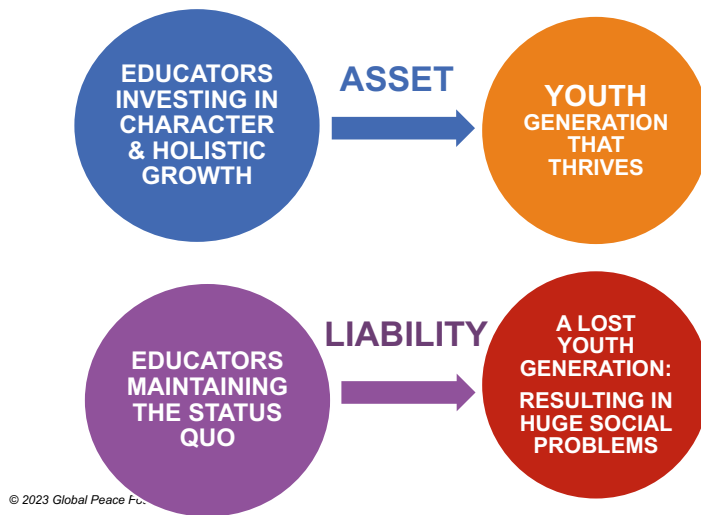 EDUCATORS
INVESTING IN
CHARACTER
& HOLISTIC
GROWTH
ASSET
YOUTH
GENERATION
THAT
THRIVES
EDUCATORS
MAINTAINING
THE STATUS
QUO
LIABILITY
A LOST
YOUTH
GENERATION:
RESULTING IN
HUGE SOCIAL
PROBLEMS
© 2023 Global Peace